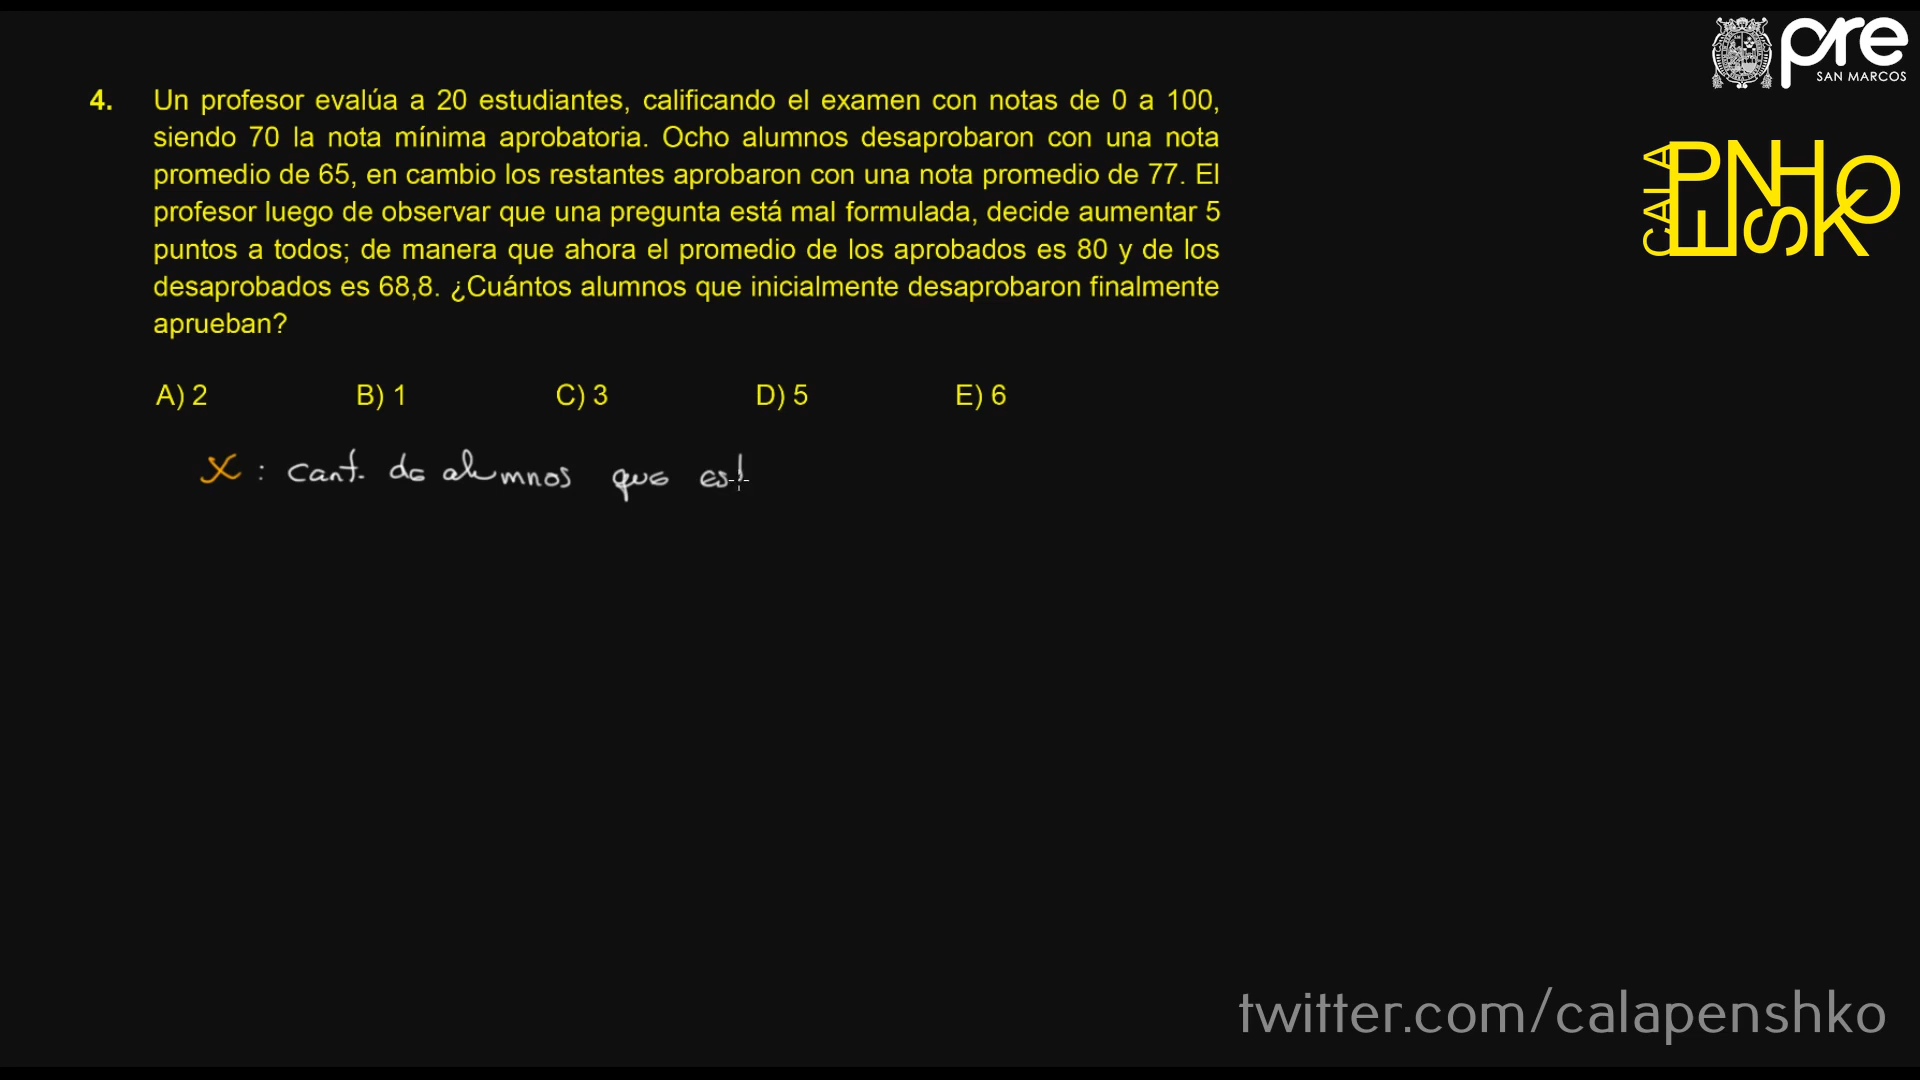 pre
SAN MARCOS
4. Un profesor evalúa a 20 estudiantes, calificando el examen con notas de 0 a 100,
siendo 70 la nota mínima aprobatoria. Ocho alumnos desaprobaron con una nota
promedio de 65, en cambio los restantes aprobaron con una nota promedio de 77. El
profesor luego de observar que una pregunta está mal formulada, decide aumentar 5
puntos a todos; de manera que ahora el promedio de los aprobados es 80 y de los
desaprobados es 68,8. ¿Cuántos alumnos que inicialmente desaprobaron finalmente
aprueban?
CALA
PENSHKO
A) 2 B) 1 C) 3 D) 5 E) 6
x : cant. de alumnos que est
twitter.com/calapenshko